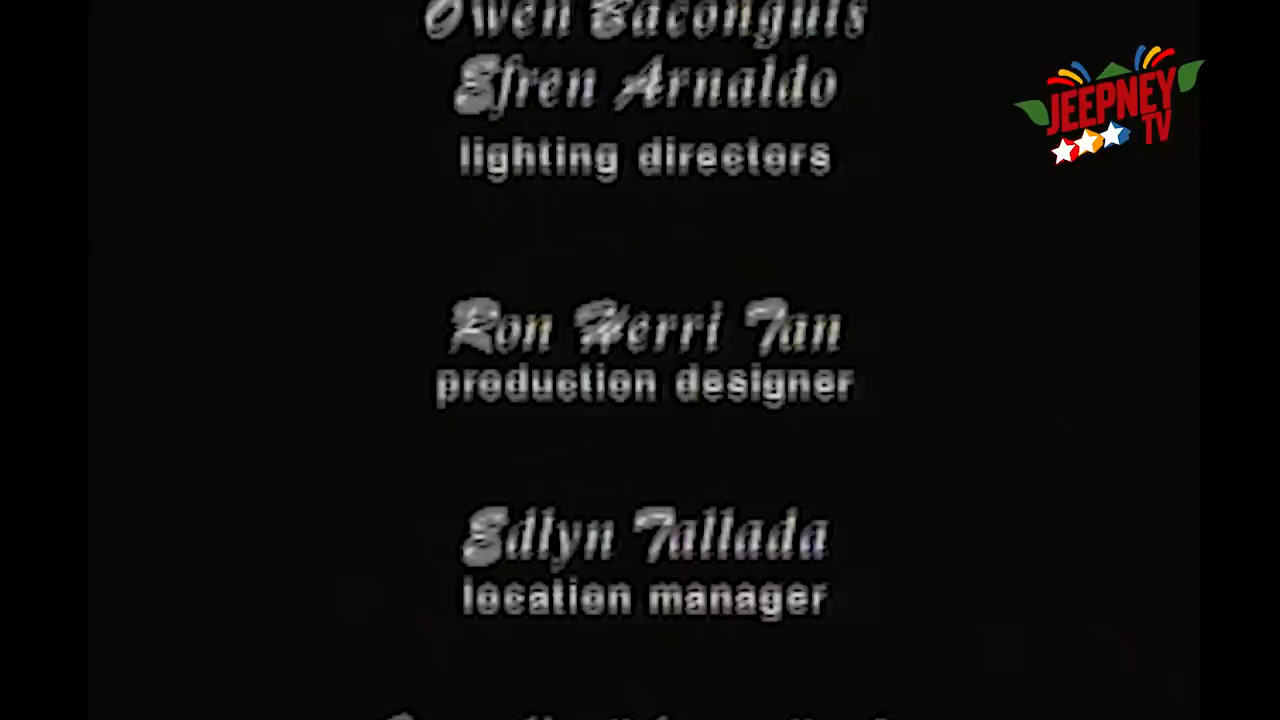 Owen Baconguis
Efren Arnaldo
lighting directors
JEEPNEY
TV
Ron Herri Tan
production designer
Edlyn Tallada
location manager